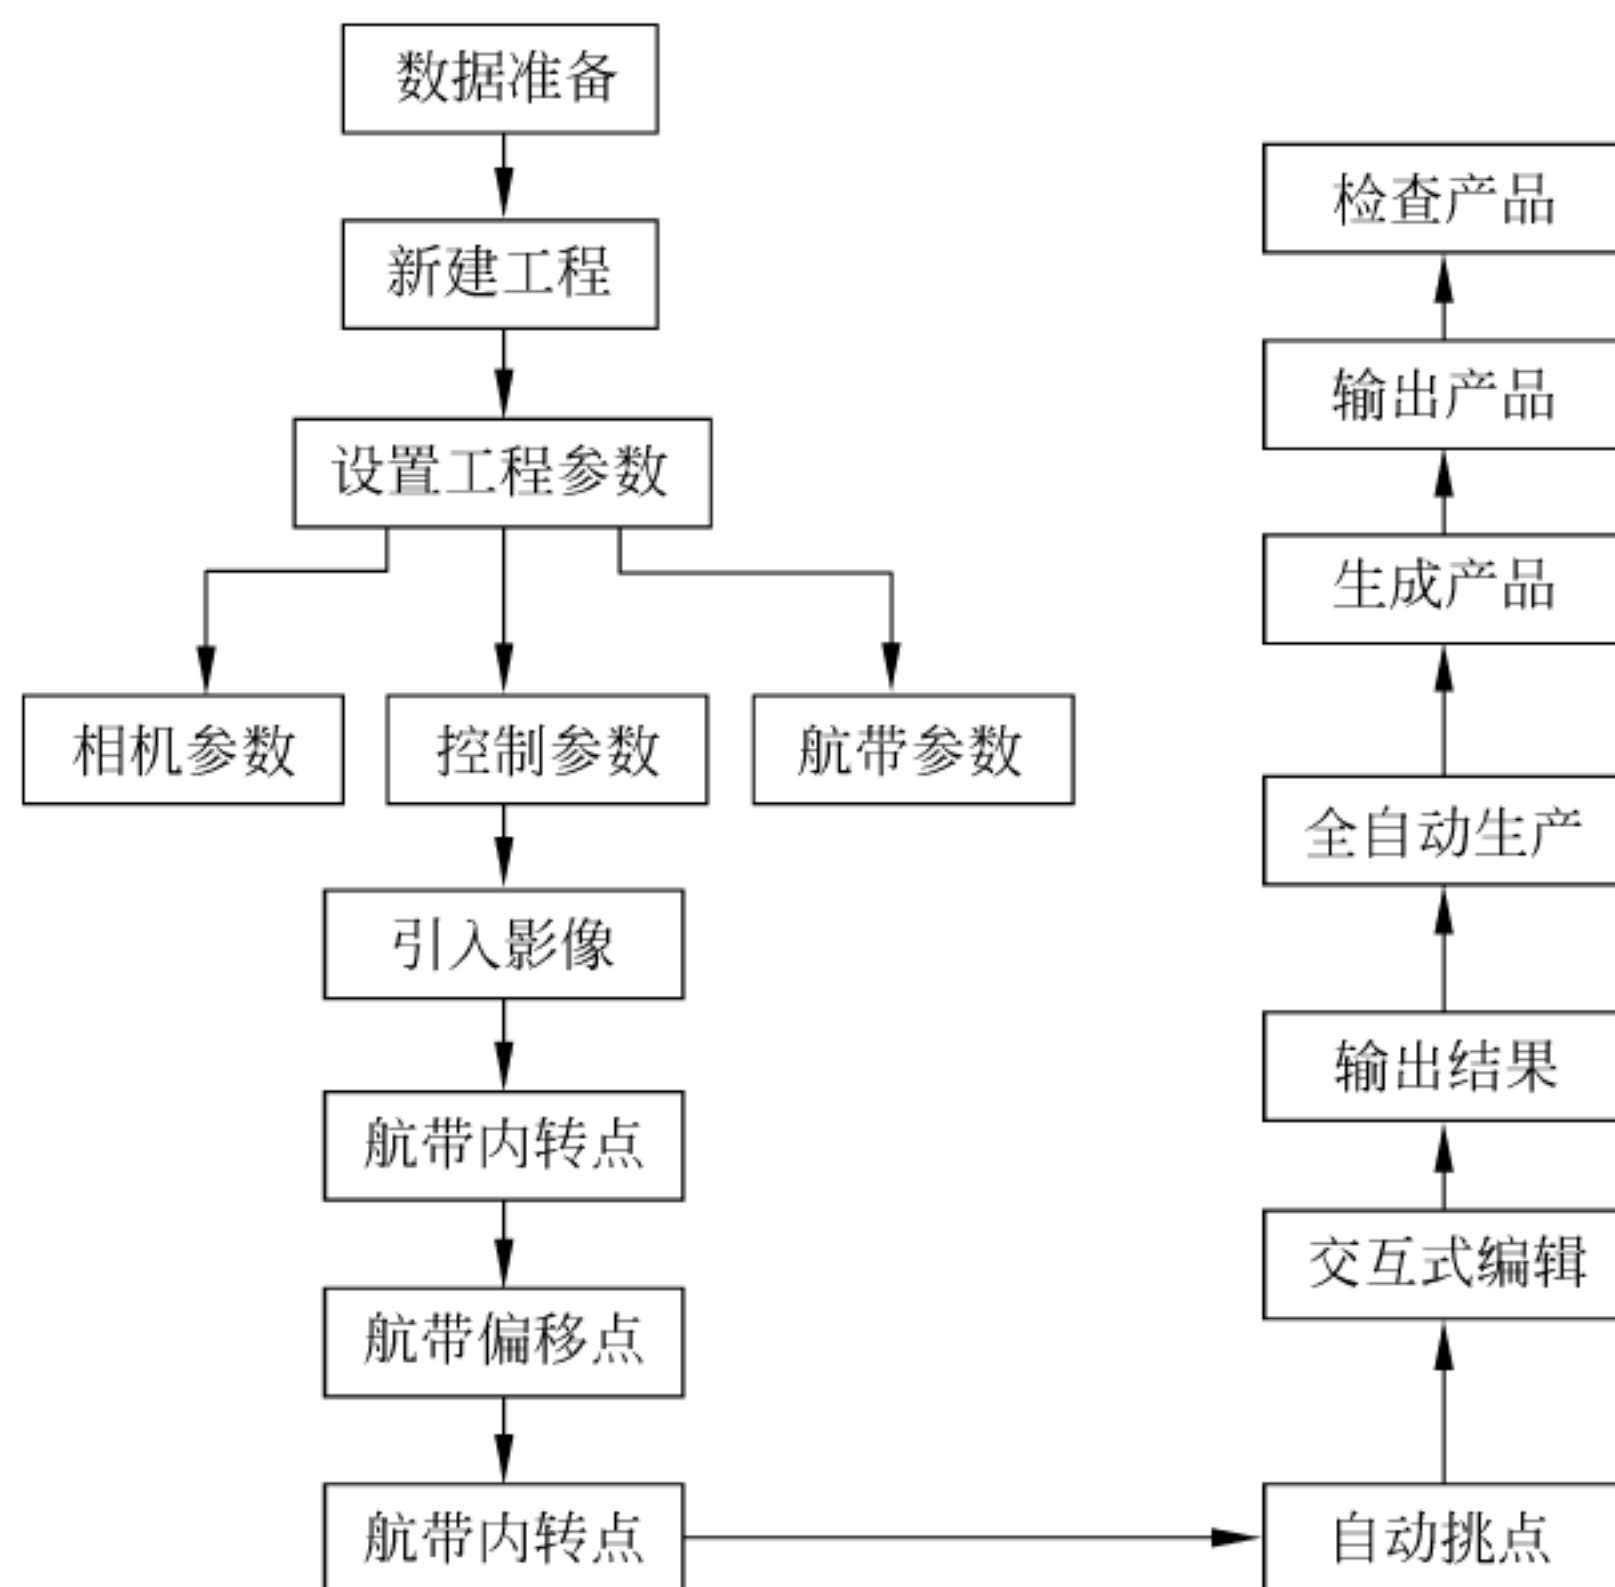 数据准备
新建工程
设置工程参数
相机参数
控制参数
航带参数
引入影像
航带内转点
航带偏移点
航带内转点
自动挑点
交互式编辑
输出结果
全自动生产
生成产品
输出产品
检查产品